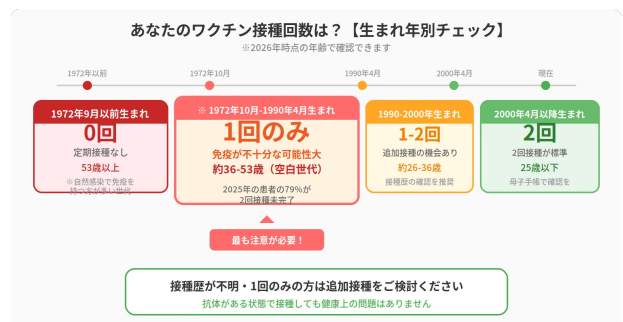 あなたのワクチン接種回数は？【生まれ年別チェック】
※2026年時点の年齢で確認できます
1972年以前
1972年10月
1990年4月
2000年4月
現在
1972年9月以前生まれ
0回
定期接種なし
53歳以上
※自然感染で免疫を
持つ方が多い世代
※ 1972年10月-1990年4月生まれ
1回のみ
免疫が不十分な可能性大
約36-53歳（空白世代）
2025年の患者の79%が
2回接種未完了
最も注意が必要！
1990-2000年生まれ
1-2回
追加接種の機会あり
約26-36歳
接種歴の確認を推奨
2000年4月以降生まれ
2回
2回接種が標準
25歳以下
母子手帳で確認を
接種歴が不明・1回のみの方は追加接種をご検討ください
抗体がある状態で接種しても健康上の問題はありません